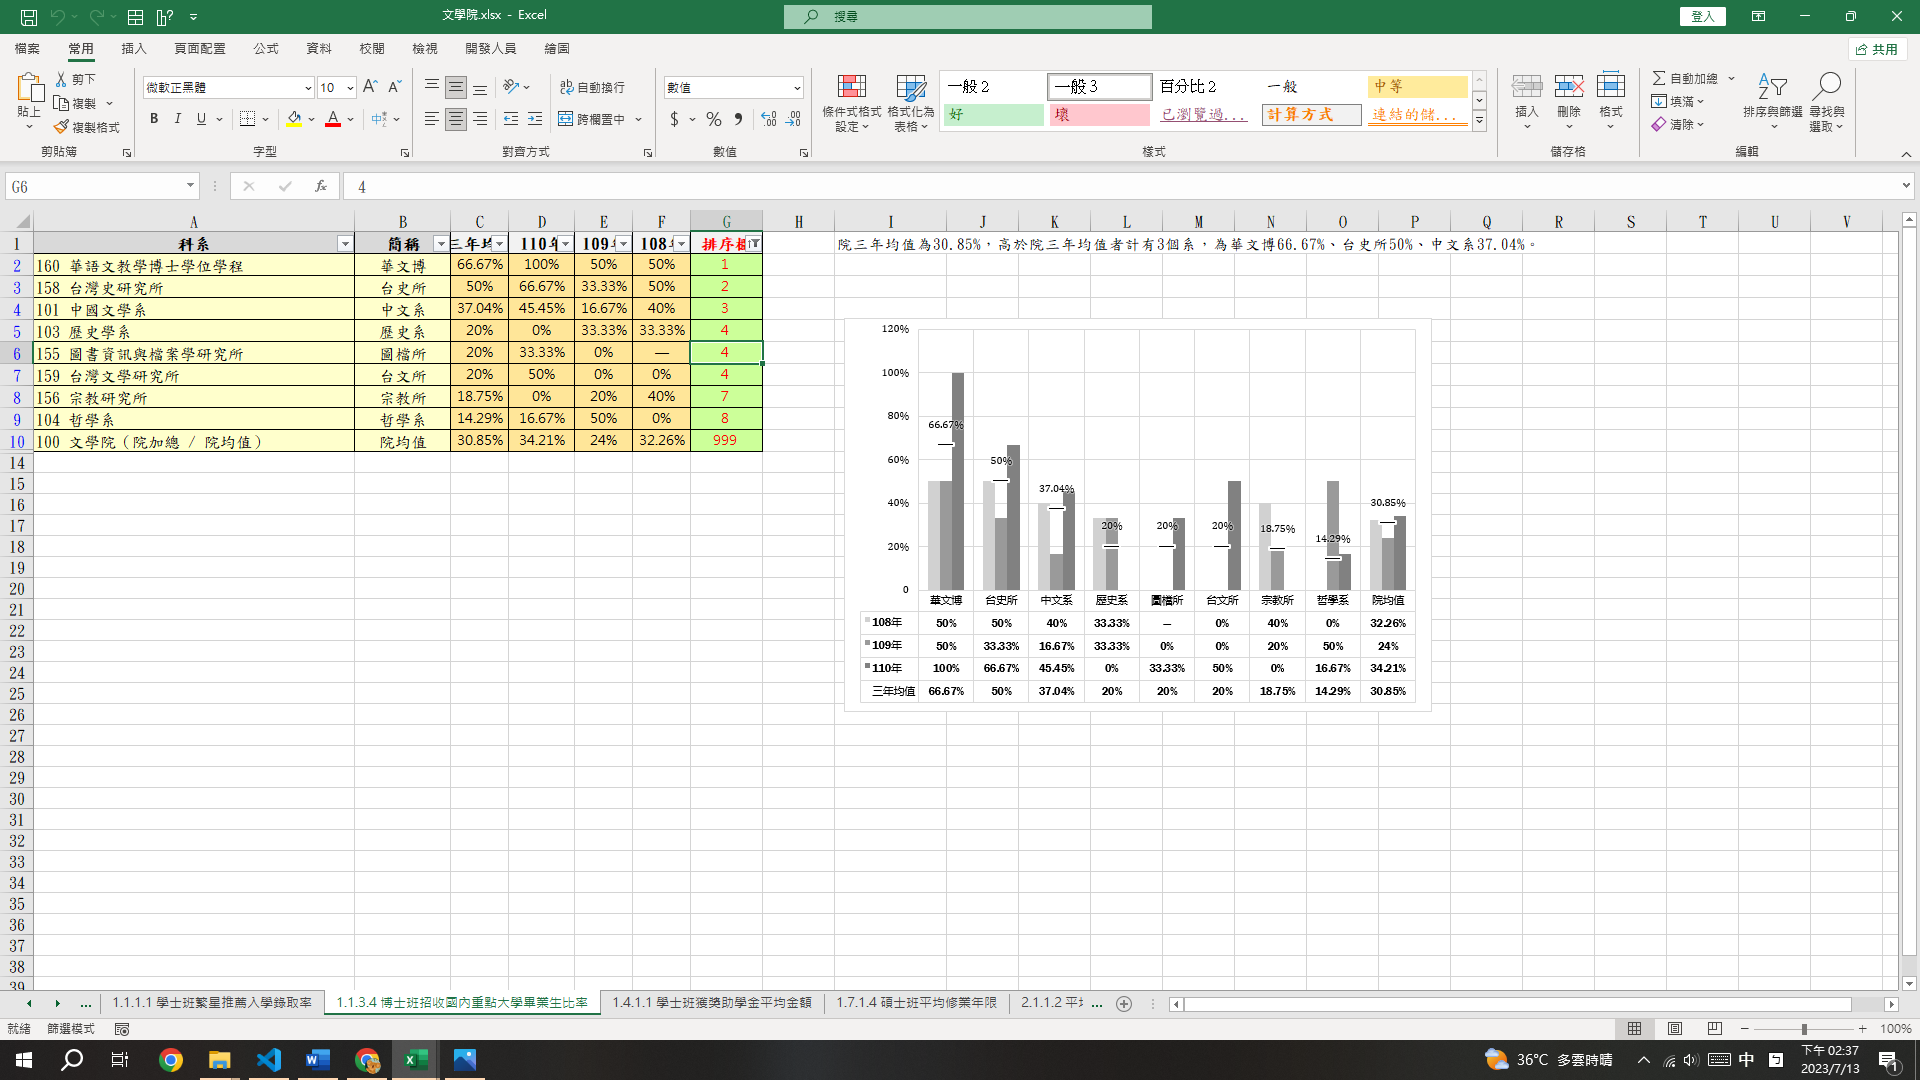 文學院.xlsx - Excel
搜尋
登入
檔案 常用 插入 頁面配置 公式 資料 校閱 檢視 開發人員 繪圖
共用
貼上
剪下
複製
複製格式
剪貼簿
微軟正黑體 10
B I U
字型
自動換行
跨欄置中
對齊方式
數值
$ %
數值
條件式格式設定
格式化為表格
一般 2 一般 3 百分比 2 一般 中等
好 壞 已瀏覽過... 計算方式 連結的儲...
樣式
插入 刪除 格式
儲存格
自動加總
填滿
清除
排序與篩選
尋找與選取
編輯
G6 fx 4
A B C D E F G H I J K L M N O P Q R S T U V
1 科系 簡稱 三年均 110年 109 108 排序欄
院三年均值為30.85%，高於院三年均值者計有3個系，為華文博66.67%、台史所50%、中文系37.04%。
2 160 華語文教學博士學位學程 華文博 66.67% 100% 50% 50% 1
3 158 台灣史研究所 台史所 50% 66.67% 33.33% 50% 2
4 101 中國文學系 中文系 37.04% 45.45% 16.67% 40% 3
5 103 歷史學系 歷史系 20% 0% 33.33% 33.33% 4
6 155 圖書資訊與檔案學研究所 圖檔所 20% 33.33% 0% — 4
7 159 台灣文學研究所 台文所 20% 50% 0% 0% 4
8 156 宗教研究所 宗教所 18.75% 0% 20% 40% 7
9 104 哲學系 哲學系 14.29% 16.67% 50% 0% 8
10 100 文學院（院加總 / 院均值） 院均值 30.85% 34.21% 24% 32.26% 999
14
15
16
17
18
19
20
21
22
23
24
25
26
27
28
29
30
31
32
33
34
35
36
37
38
39
120%
100%
80%
60%
40%
20%
0
66.67% 50% 37.04% 20% 20% 20% 18.75% 14.29% 30.85%
華文博 台史所 中文系 歷史系 圖檔所 台文所 宗教所 哲學系 院均值
108年 50% 50% 40% 33.33% — 0% 40% 0% 32.26%
109年 50% 33.33% 16.67% 33.33% 0% 0% 20% 50% 24%
110年 100% 66.67% 45.45% 0% 33.33% 50% 0% 16.67% 34.21%
三年均值 66.67% 50% 37.04% 20% 20% 20% 18.75% 14.29% 30.85%
... 1.1.1.1 學士班繁星推薦入學錄取率 1.1.3.4 博士班招收國內重點大學畢業生比率 1.4.1.1 學士班獲獎助學金平均金額 1.7.1.4 碩士班平均修業年限 2.1.1.2 平 ...
就緒 篩選模式
100%
36°C 多雲時晴
中
下午 02:37
2023/7/13
1